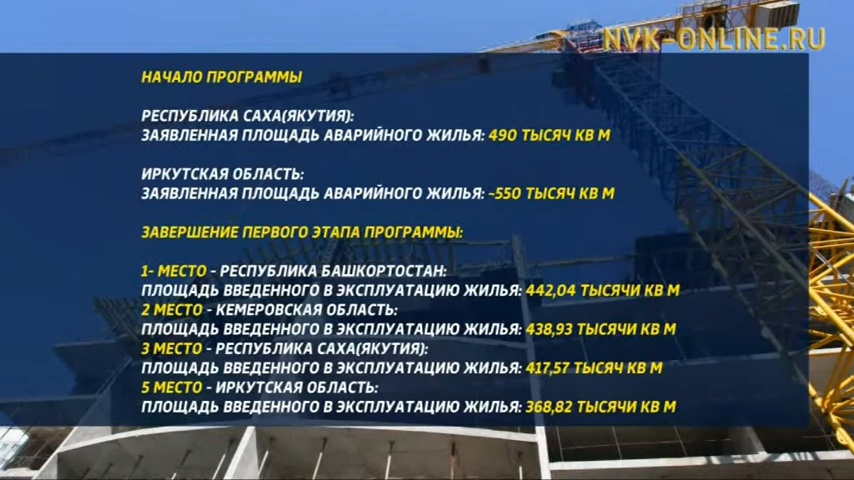 NVK-ONLINE.RU
НАЧАЛО ПРОГРАММЫ
РЕСПУБЛИКА САХА(ЯКУТИЯ):
ЗАЯВЛЕННАЯ ПЛОЩАДЬ АВАРИЙНОГО ЖИЛЬЯ: 490 ТЫСЯЧ КВ М
ИРКУТСКАЯ ОБЛАСТЬ:
ЗАЯВЛЕННАЯ ПЛОЩАДЬ АВАРИЙНОГО ЖИЛЬЯ: ~550 ТЫСЯЧ КВ М
ЗАВЕРШЕНИЕ ПЕРВОГО ЭТАПА ПРОГРАММЫ:
1- МЕСТО - РЕСПУБЛИКА БАШКОРТОСТАН:
ПЛОЩАДЬ ВВЕДЕННОГО В ЭКСПЛУАТАЦИЮ ЖИЛЬЯ: 442,04 ТЫСЯЧИ КВ М
2 МЕСТО - КЕМЕРОВСКАЯ ОБЛАСТЬ:
ПЛОЩАДЬ ВВЕДЕННОГО В ЭКСПЛУАТАЦИЮ ЖИЛЬЯ: 438,93 ТЫСЯЧИ КВ М
3 МЕСТО - РЕСПУБЛИКА САХА(ЯКУТИЯ):
ПЛОЩАДЬ ВВЕДЕННОГО В ЭКСПЛУАТАЦИЮ ЖИЛЬЯ: 417,57 ТЫСЯЧ КВ М
5 МЕСТО - ИРКУТСКАЯ ОБЛАСТЬ:
ПЛОЩАДЬ ВВЕДЕННОГО В ЭКСПЛУАТАЦИЮ ЖИЛЬЯ: 368,82 ТЫСЯЧИ КВ М